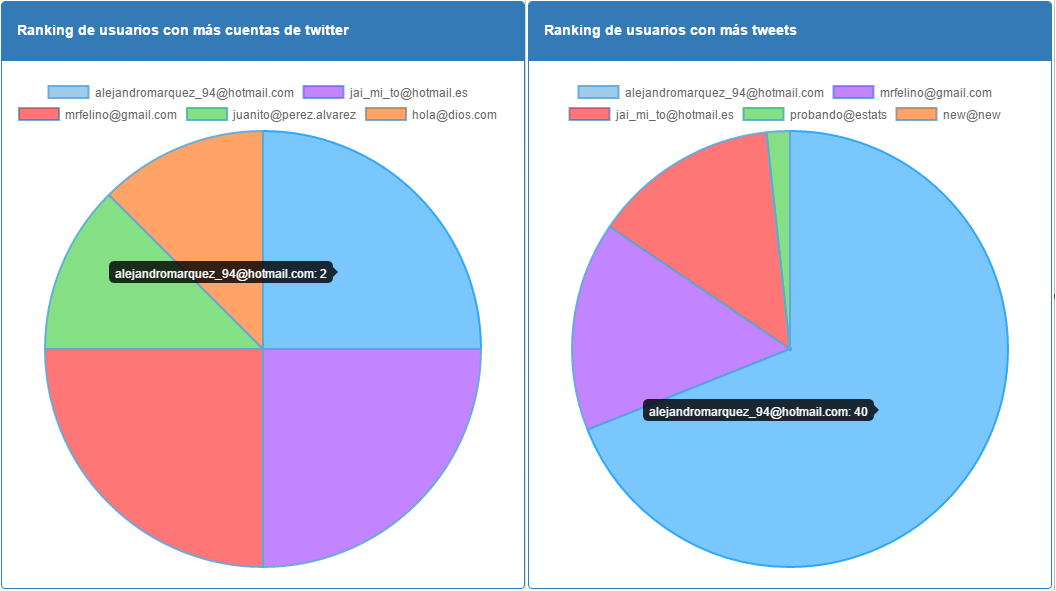 Ranking de usuarios con más cuentas de twitter
alejandromarquez_94@hotmail.com jai_mi_to@hotmail.es
mrfelino@gmail.com juanito@perez.alvarez hola@dios.com
alejandromarquez_94@hotmail.com: 2
Ranking de usuarios con más tweets
alejandromarquez_94@hotmail.com mrfelino@gmail.com
jai_mi_to@hotmail.es probando@estats new@new
alejandromarquez_94@hotmail.com: 40